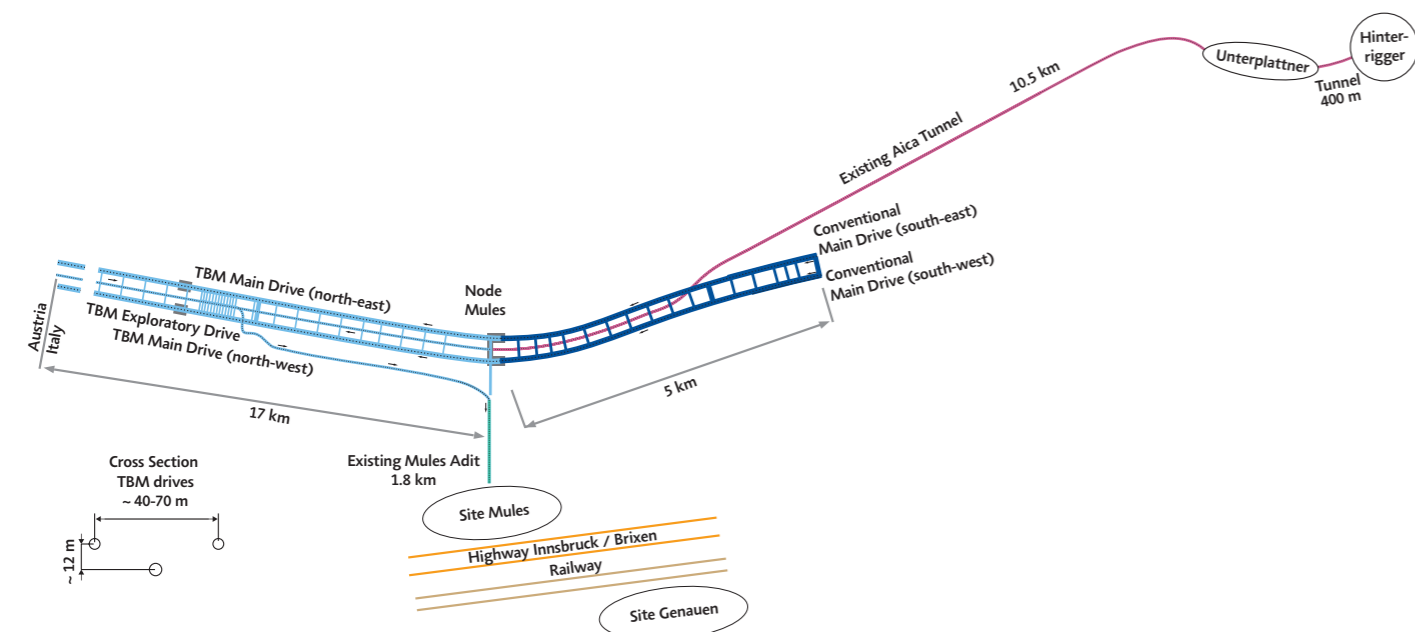 Hinter-
rigger
Unterplattner
Tunnel
400 m
10.5 km
Existing Aica Tunnel
Conventional
Main Drive (south-east)
Conventional
Main Drive (south-west)
TBM Main Drive (north-east)
Node
Mules
TBM Exploratory Drive
TBM Main Drive (north-west)
Austria
Italy
5 km
17 km
Existing Mules Adit
1.8 km
Cross Section
TBM drives
~ 40-70 m
~ 12 m
Site Mules
Highway Innsbruck / Brixen
Railway
Site Genauen